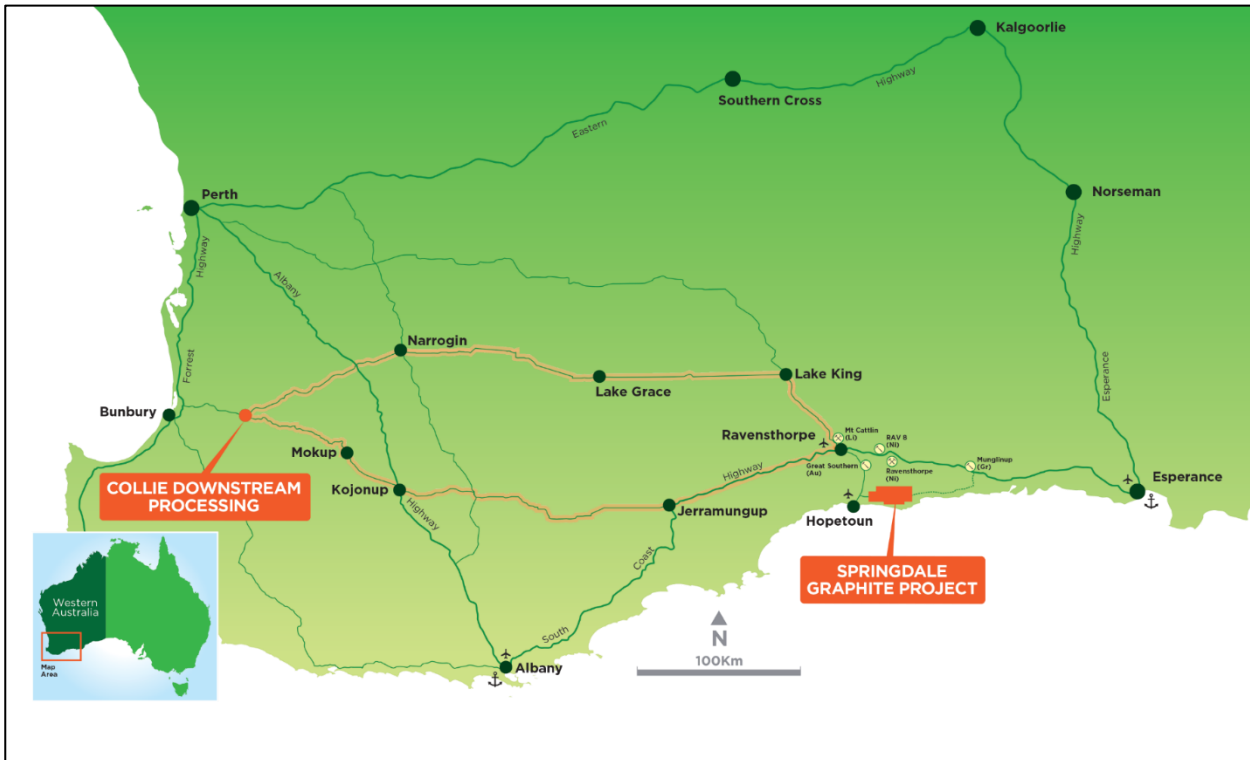 Kalgoorlie
Highway
Southern Cross
Eastern
Perth
Norseman
Highway
Highway
Albany
Narrogin
Lake King
Lake Grace
Forrest
Esperance
Bunbury
Mt Cattlin
(Li)
Ravensthorpe
RAV 8
(Ni)
Mokup
Munglinup
(Gr)
Great Southern
(Au)
Ravensthorpe
(Ni)
Highway
COLLIE DOWNSTREAM
PROCESSING
Kojonup
Esperance
Highway
Jerramungup
Hopetoun
SPRINGDALE
GRAPHITE PROJECT
Coast
Western
Australia
South
N
100Km
Map
Area
Albany